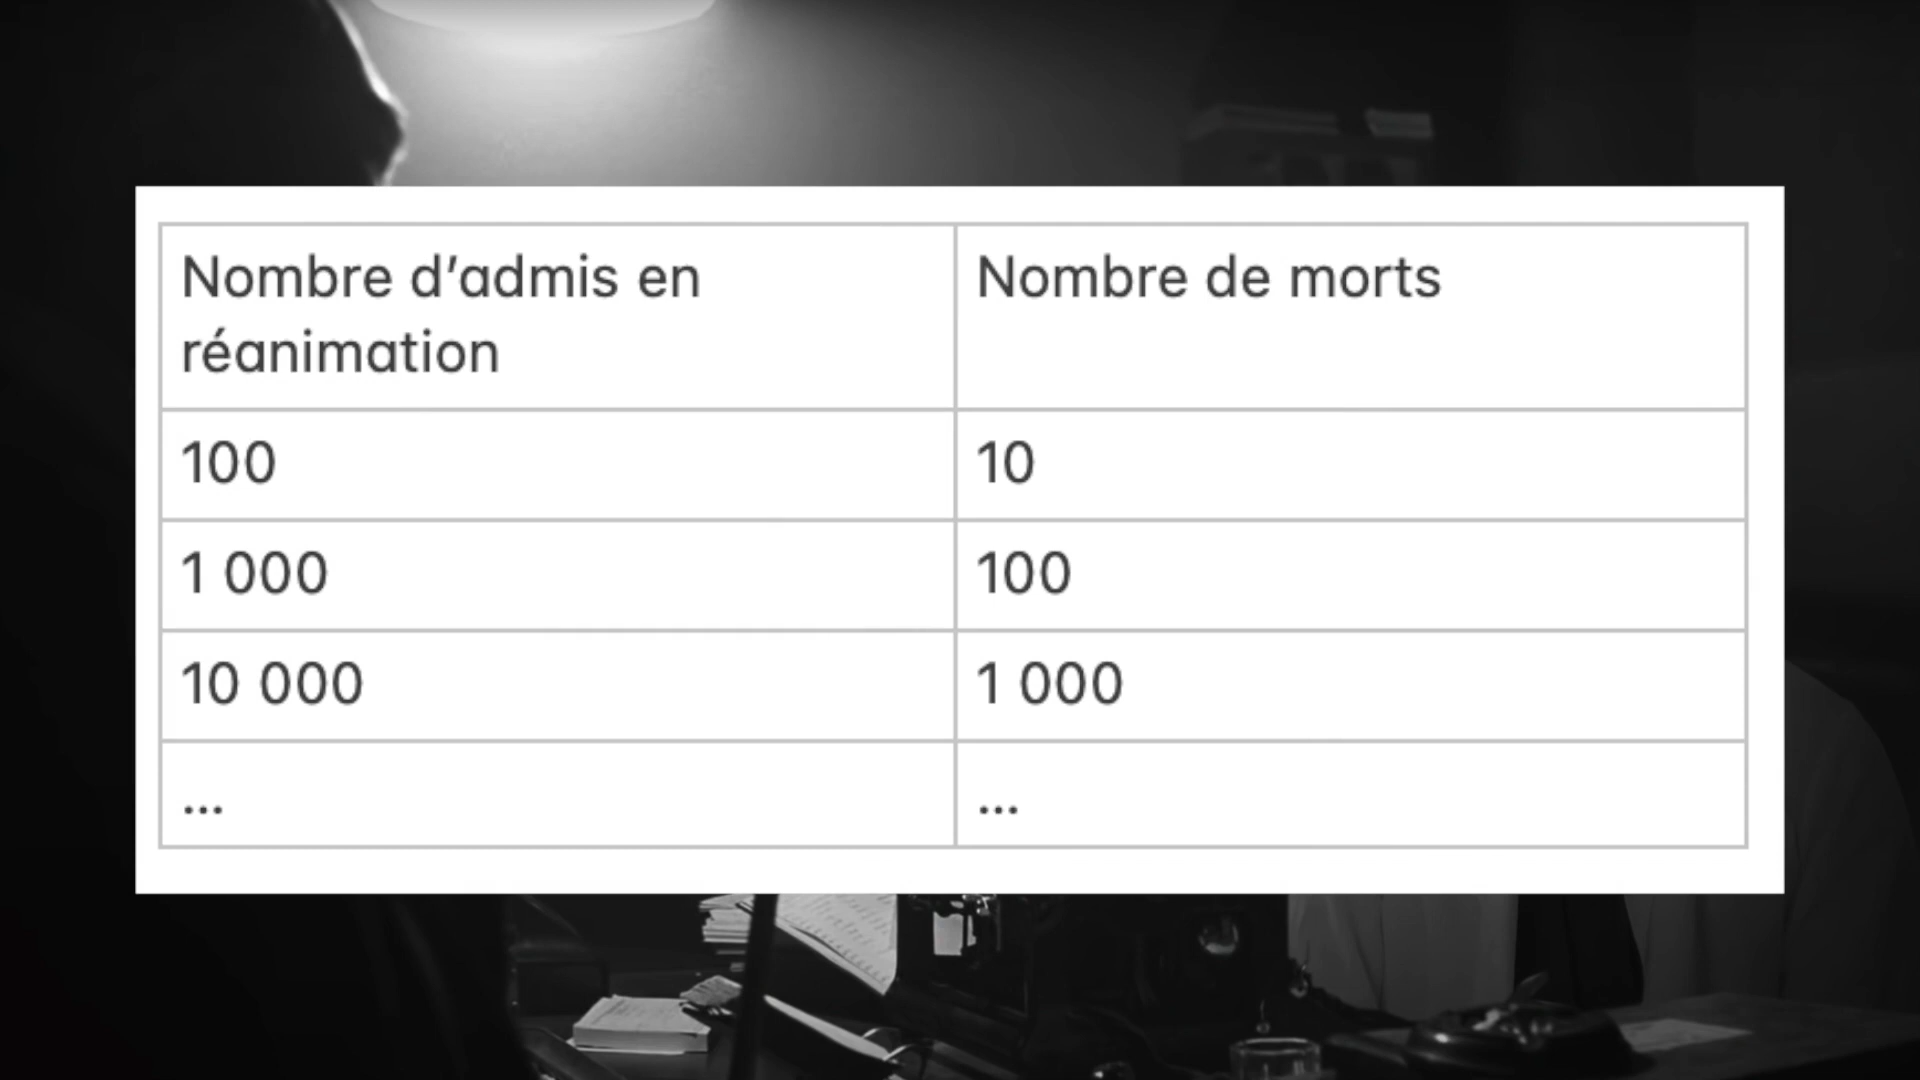 Nombre d’admis en
réanimation
Nombre de morts
100
10
1 000
100
10 000
1 000
...
...